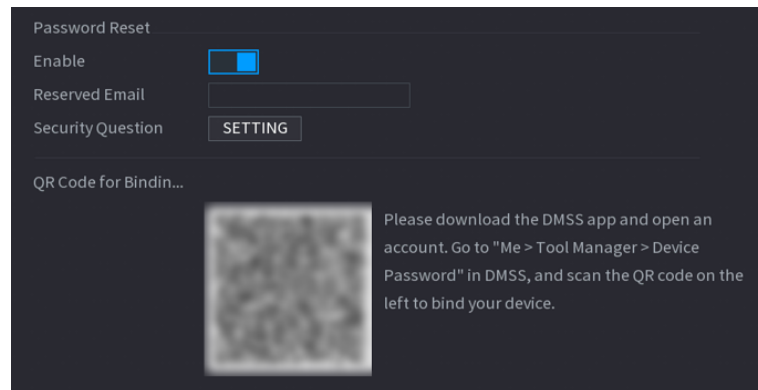 Password Reset
Enable
Reserved Email
Security Question
SETTING
QR Code for Bindin...
Please download the DMSS app and open an
account. Go to "Me > Tool Manager > Device
Password" in DMSS, and scan the QR code on the
left to bind your device.